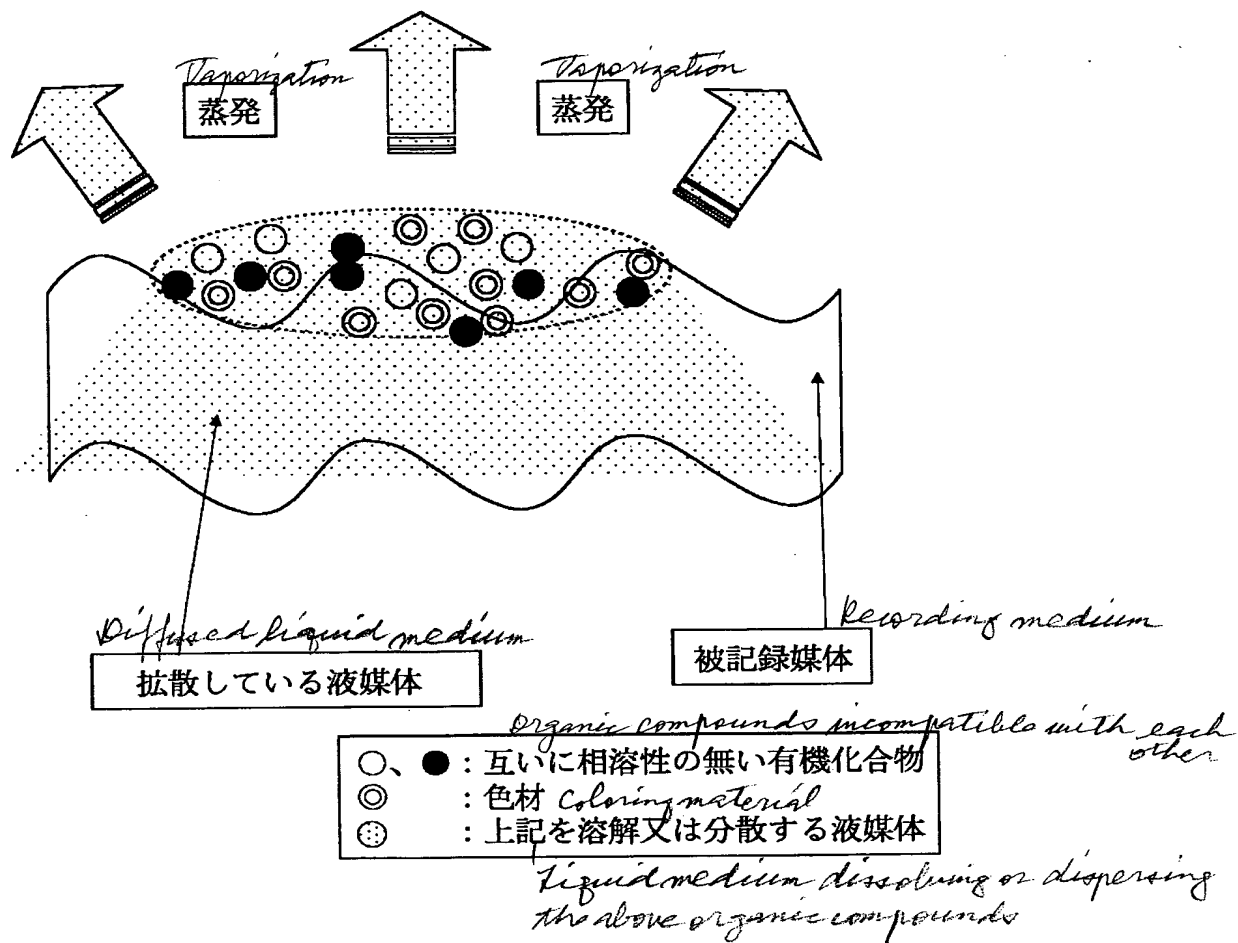 Vaporization
蒸発
Vaporization
蒸発
Diffused liquid medium
拡散している液媒体
Recording medium
被記録媒体
Organic compounds incompatible with each
other
○、●:互いに相溶性の無い有機化合物
◎:色材 Coloring material
:上記を溶解又は分散する液媒体
Liquid medium dissolving or dispersing
the above organic compounds